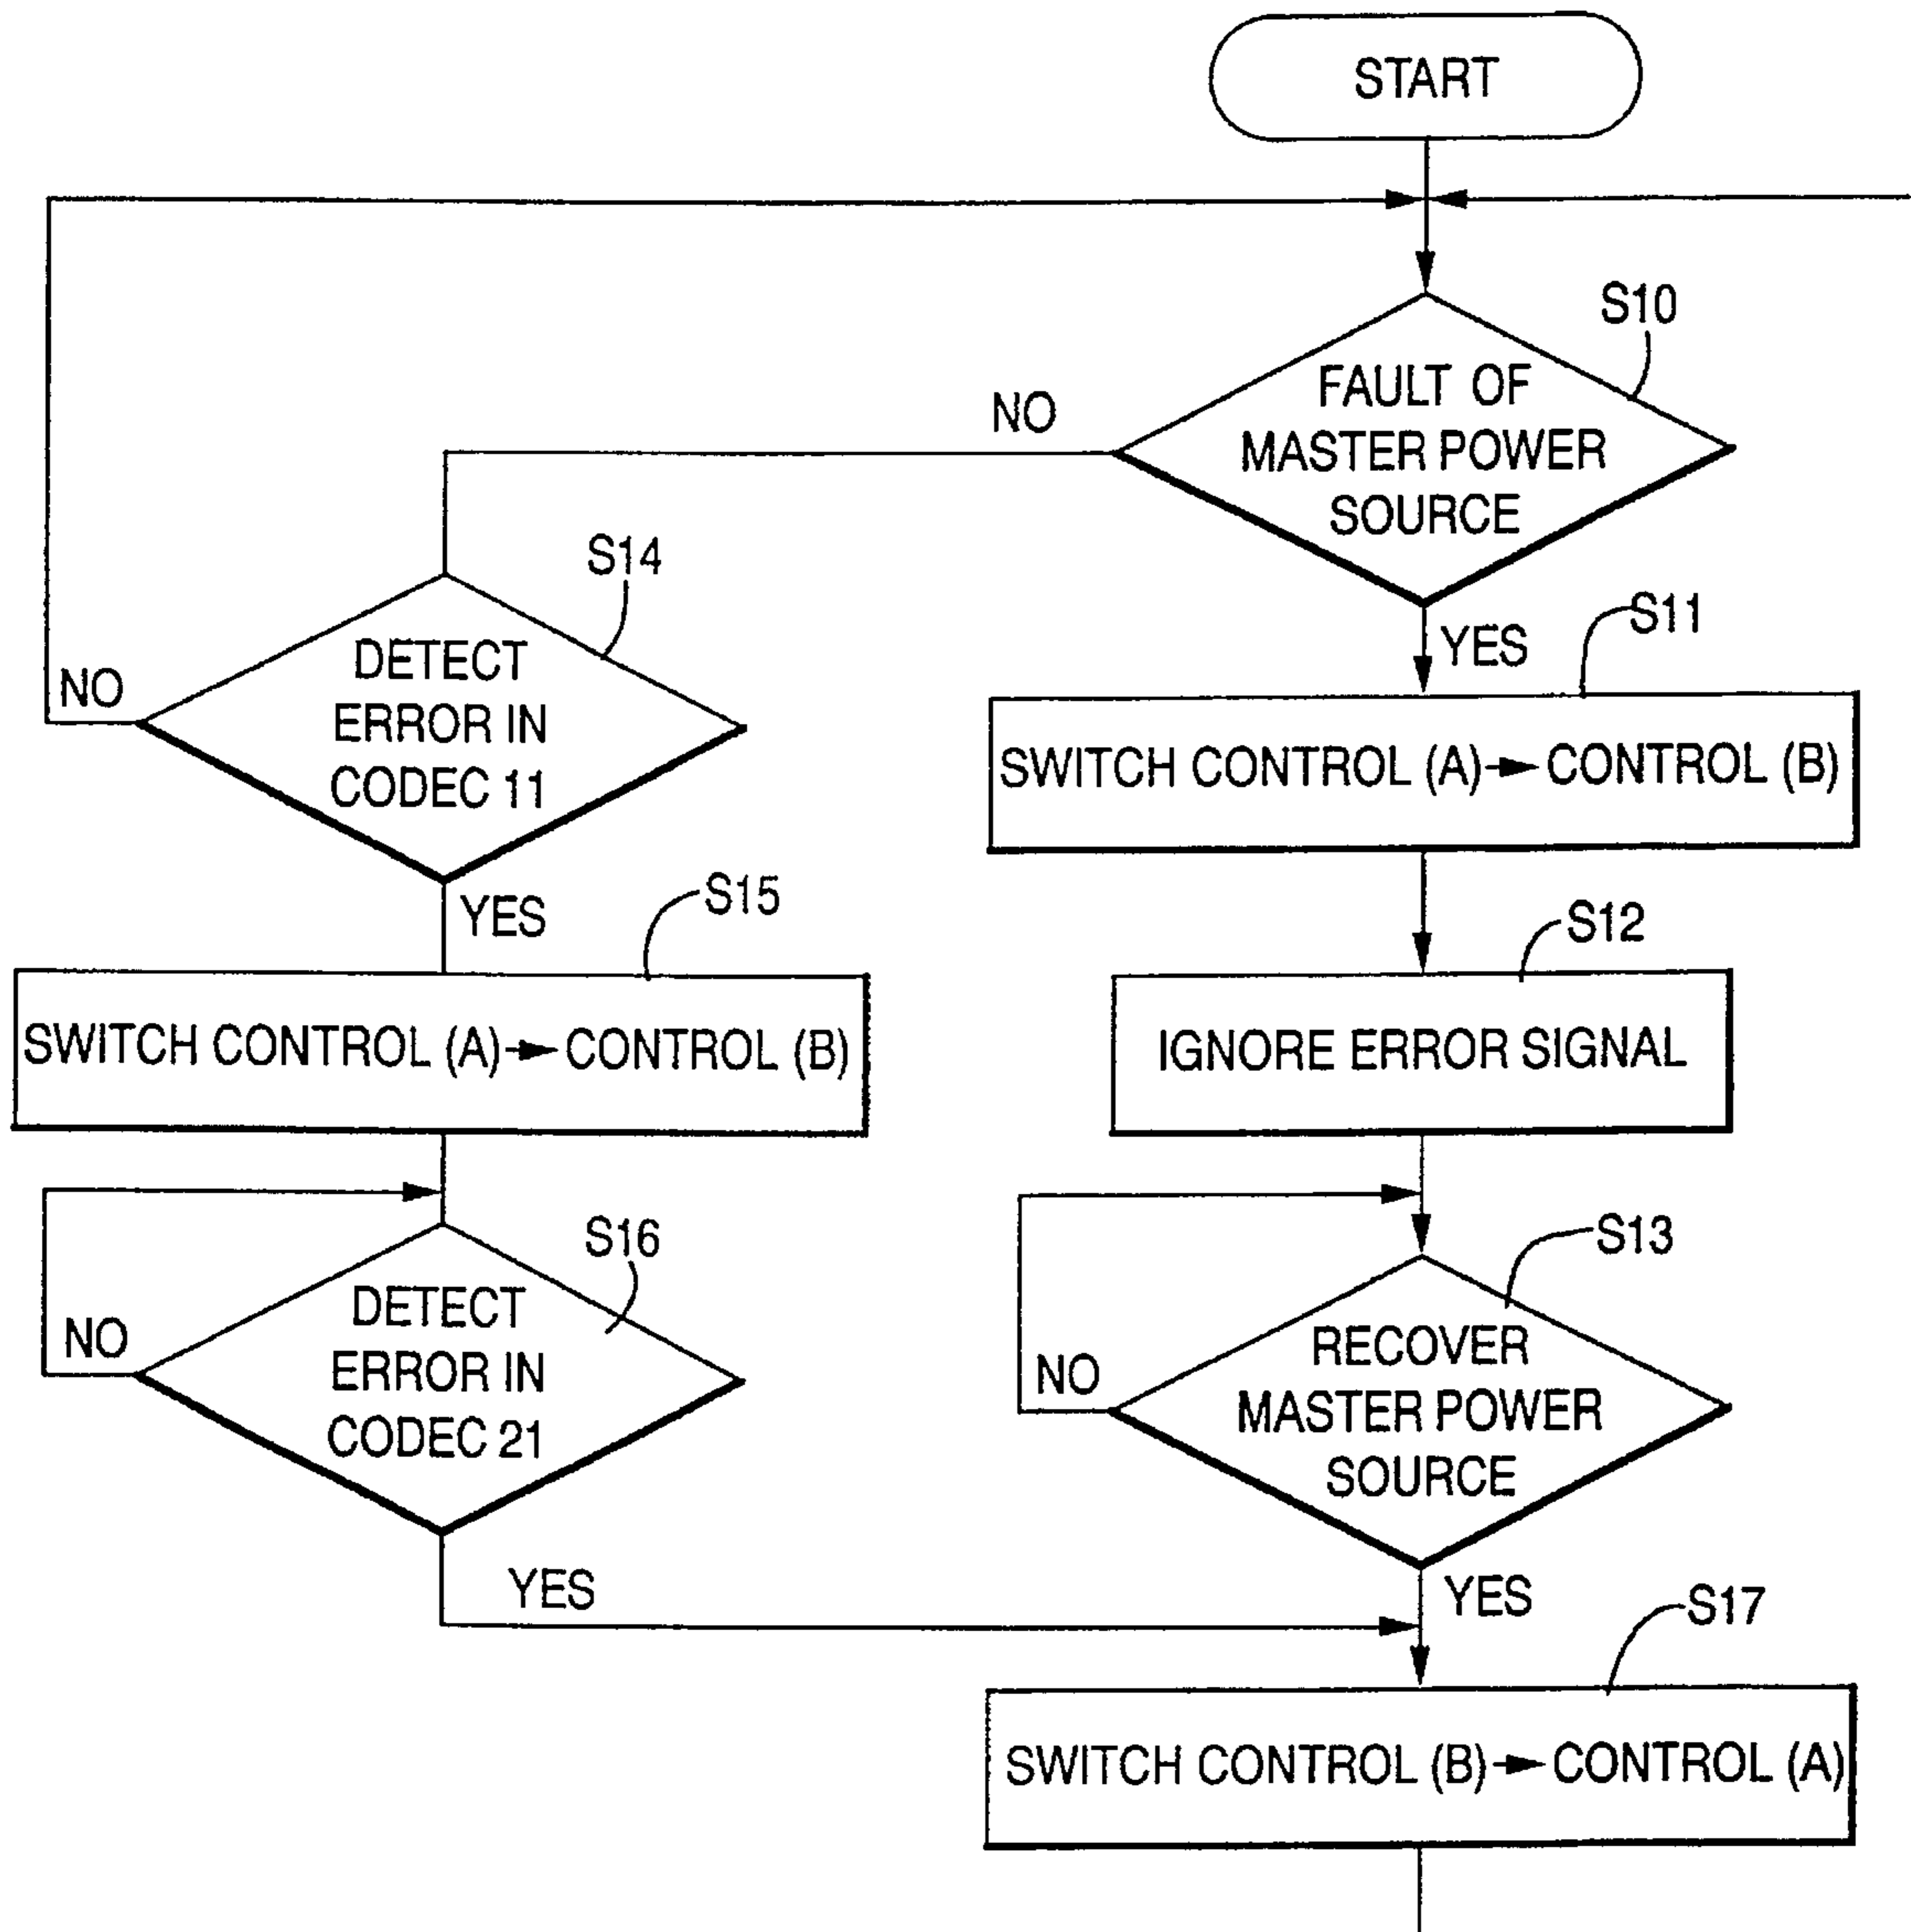 START
S10
FAULT OF
MASTER POWER
SOURCE
NO
YES
S14
DETECT
ERROR IN
CODEC 11
NO
YES
S11
SWITCH CONTROL (A)→CONTROL (B)
S15
SWITCH CONTROL (A)→CONTROL (B)
S12
IGNORE ERROR SIGNAL
S16
DETECT
ERROR IN
CODEC 21
NO
YES
S13
RECOVER
MASTER POWER
SOURCE
NO
YES
S17
SWITCH CONTROL (B)→CONTROL (A)